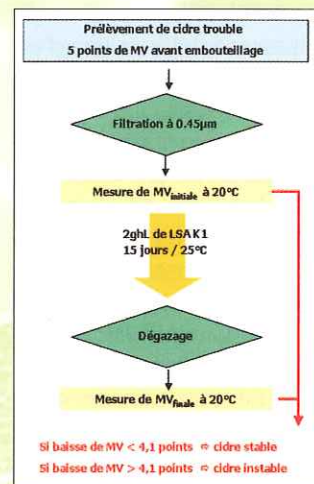 Prélèvement de cidre trouble
5 points de MV avant embouteillage
Filtration à 0.45µm
Mesure de MVinitiale à 20°C
2ghL de LSA K1
15 jours / 25°C
Dégazage
Mesure de MVfinale à 20°C
Si baisse de MV < 4,1 points ⇨ cidre stable
Si baisse de MV > 4,1 points ⇨ cidre instable